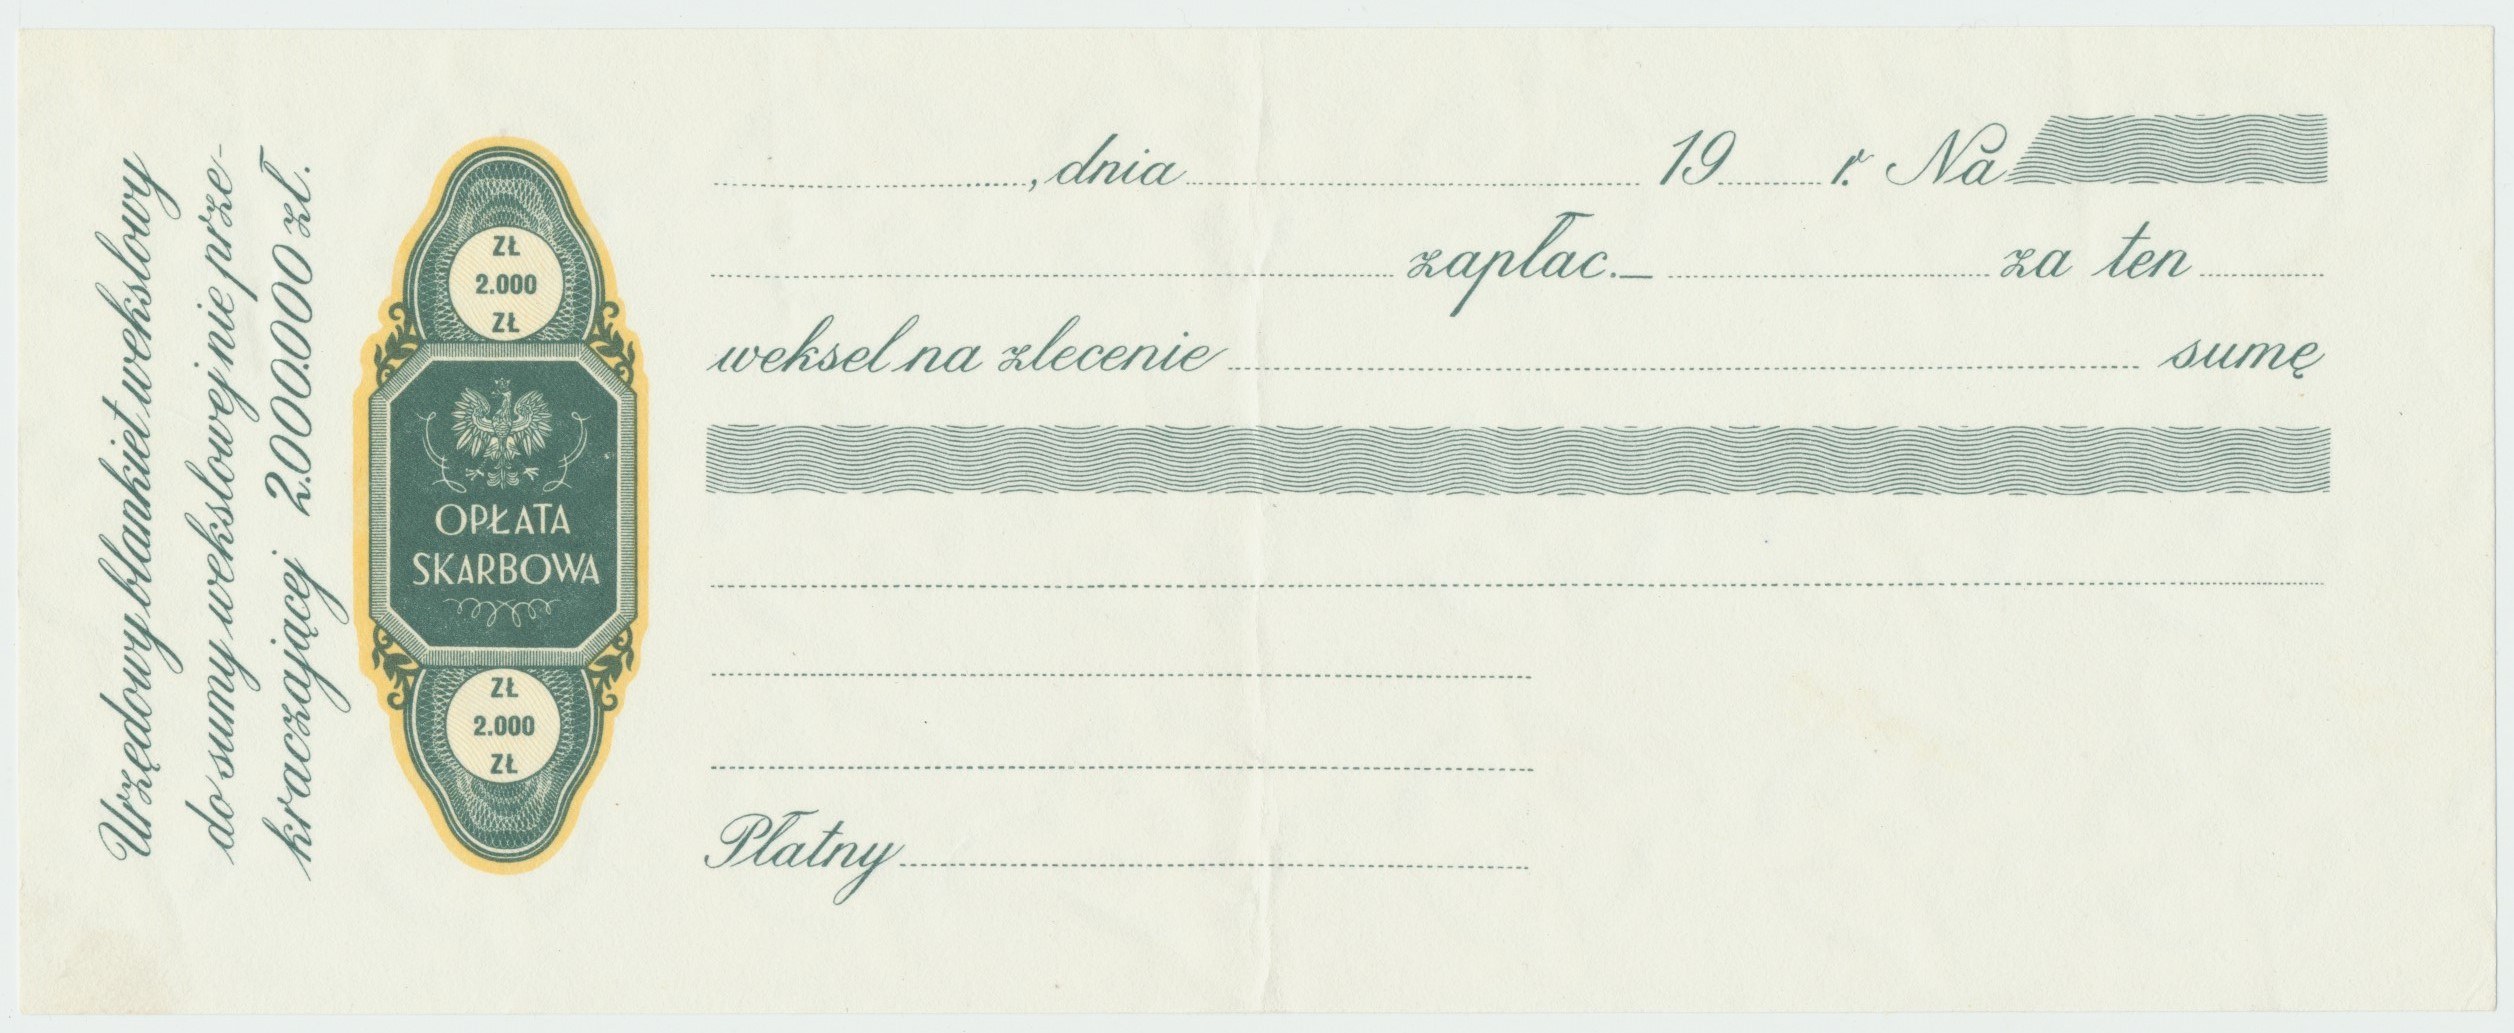 Urzędowy blankiet wekslowy
do sumy wekslowej nie prze-
kraczającej 2.000.000 zł.
ZŁ
2.000
ZŁ
OPŁATA
SKARBOWA
ZŁ
2.000
ZŁ
, dnia 19 r. Na
zapłac.— za ten
weksel na zlecenie sumę
Płatny